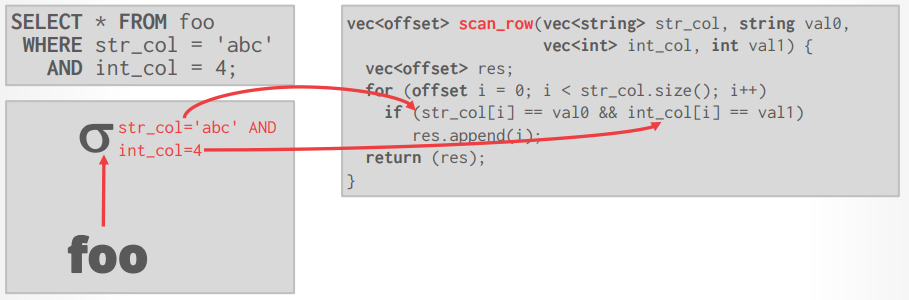 SELECT * FROM foo
WHERE str_col = 'abc'
AND int_col = 4;
σ str_col='abc' AND
int_col=4
foo
vec<offset> scan_row(vec<string> str_col, string val0,
vec<int> int_col, int val1) {
vec<offset> res;
for (offset i = 0; i < str_col.size(); i++)
if (str_col[i] == val0 && int_col[i] == val1)
res.append(i);
return (res);
}